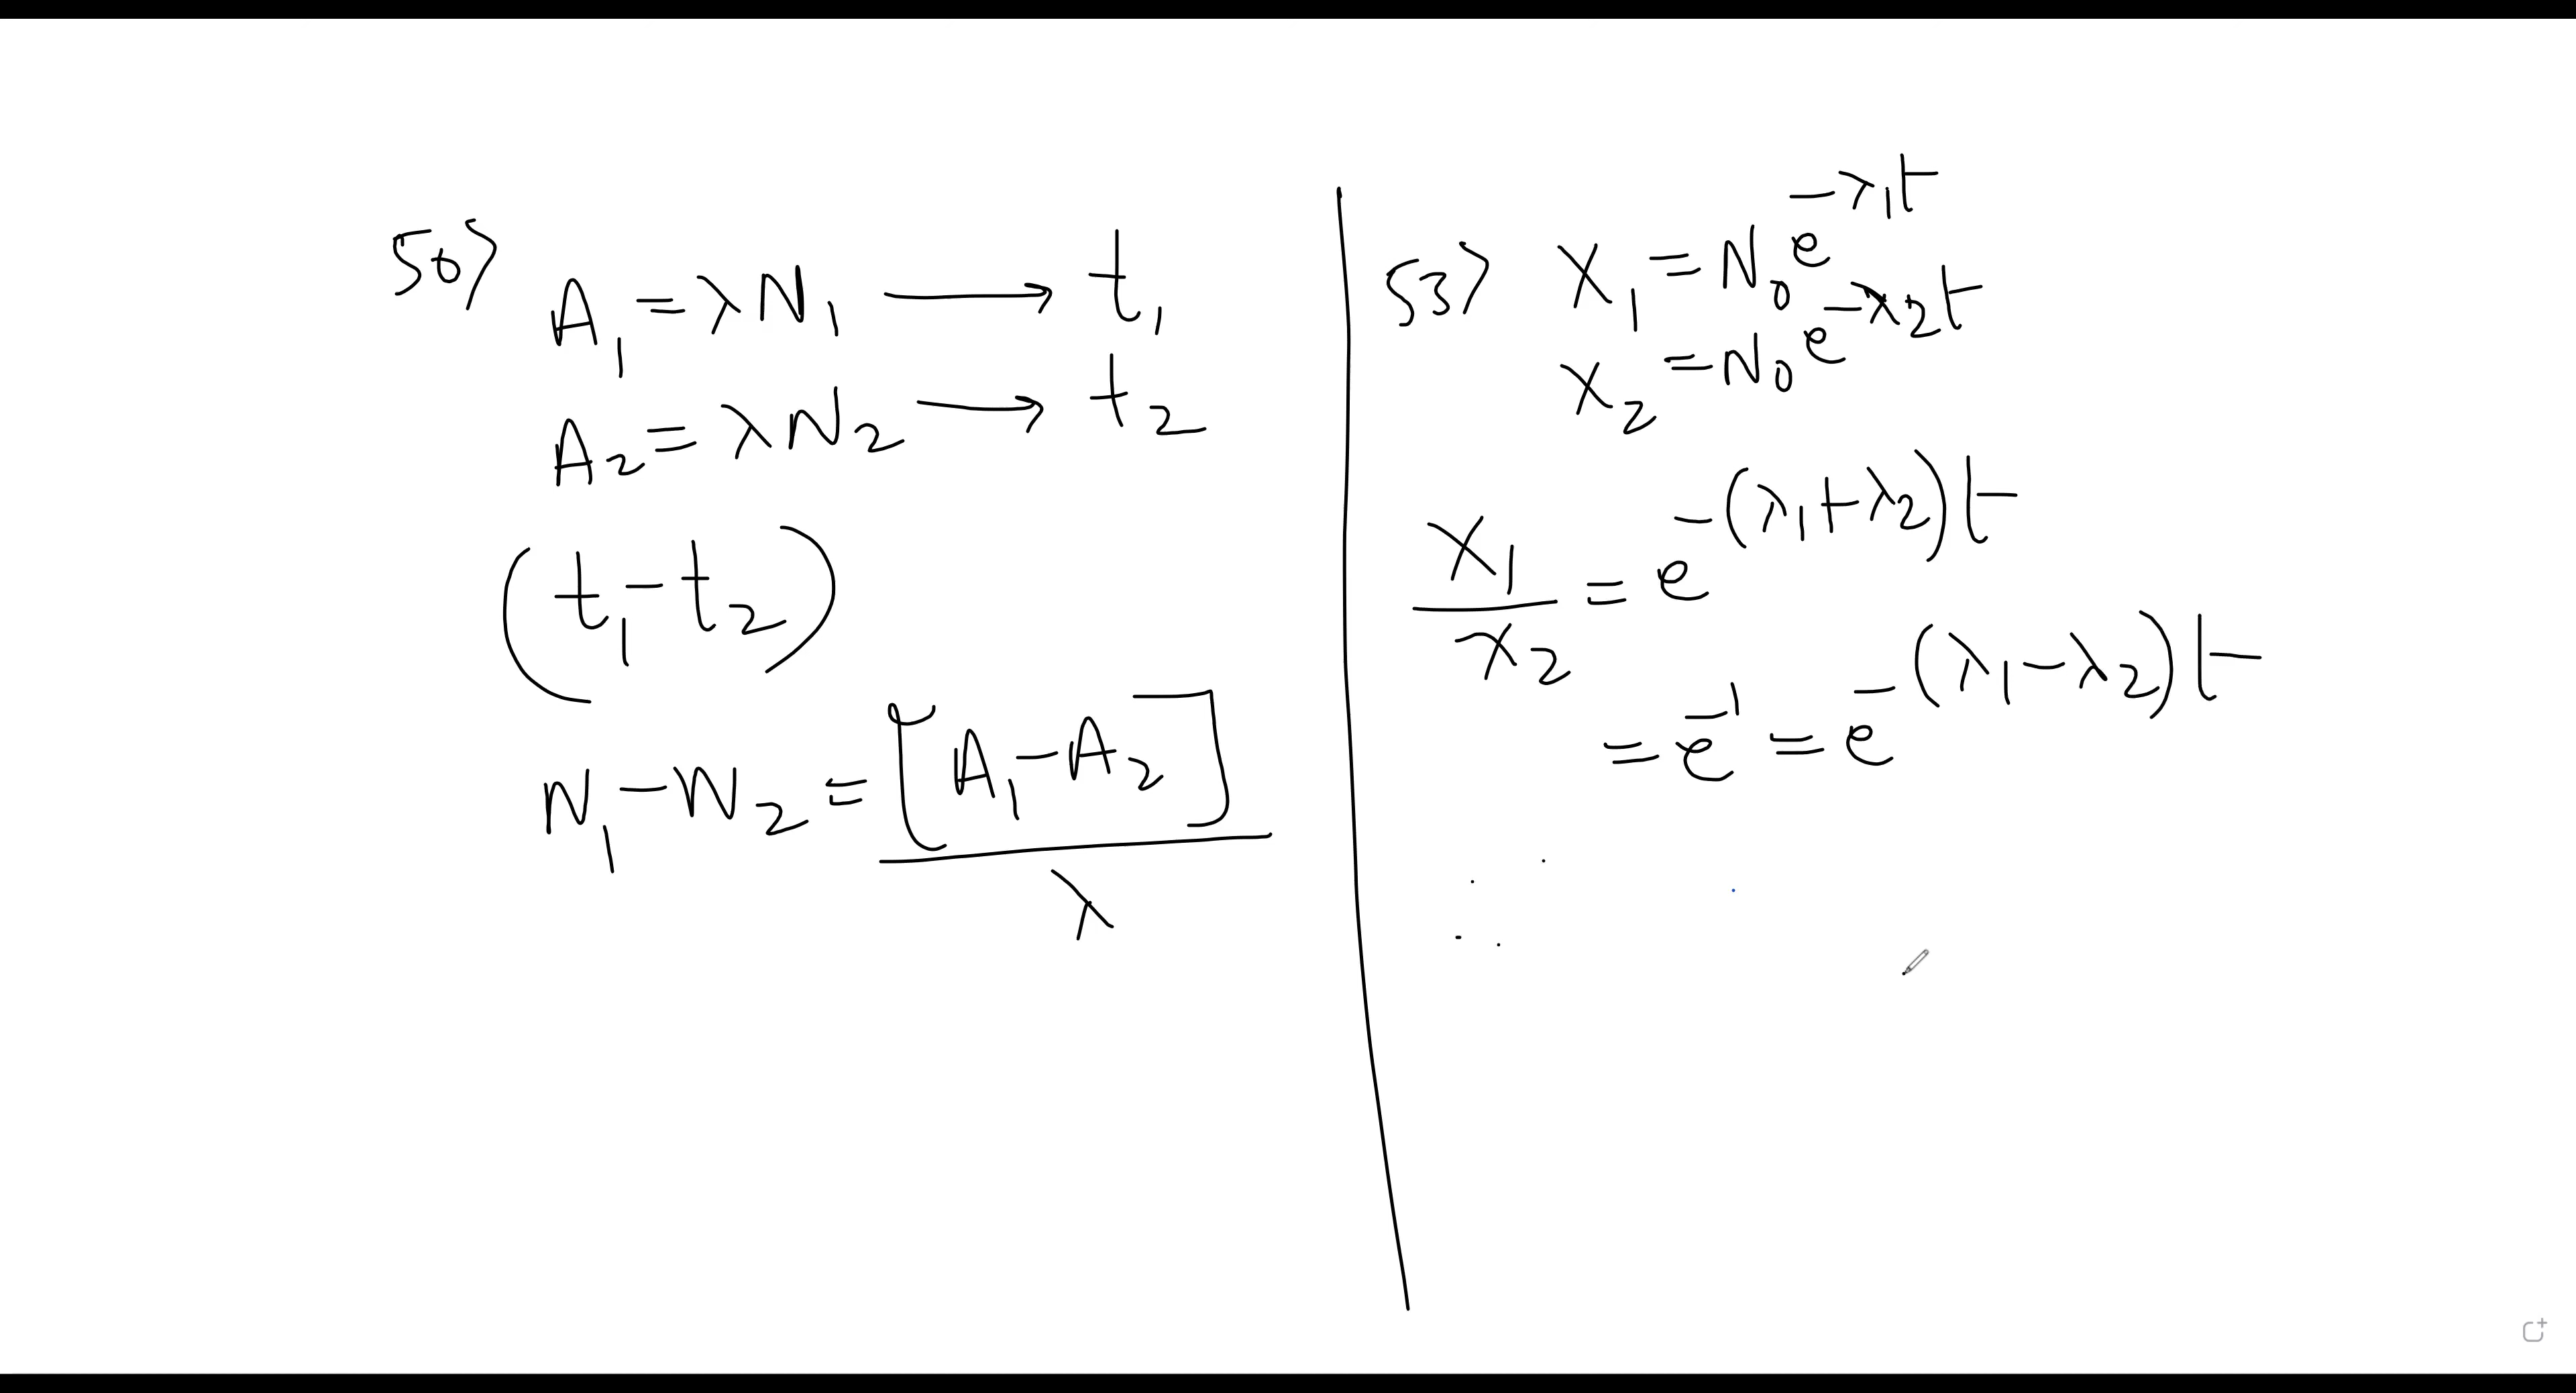 50) A₁ = λN₁ ⟶ t₁
A₂ = λN₂ ⟶ t₂
(t₁ − t₂)
N₁ − N₂ = [A₁ − A₂] / λ
53) X₁ = N₀e^(−λ₁t)
X₂ = N₀e^(−λ₂t)
X₁ / X₂ = e^(−(λ₁+λ₂)t)
= e^(−1) = e^(−(λ₁−λ₂)t)